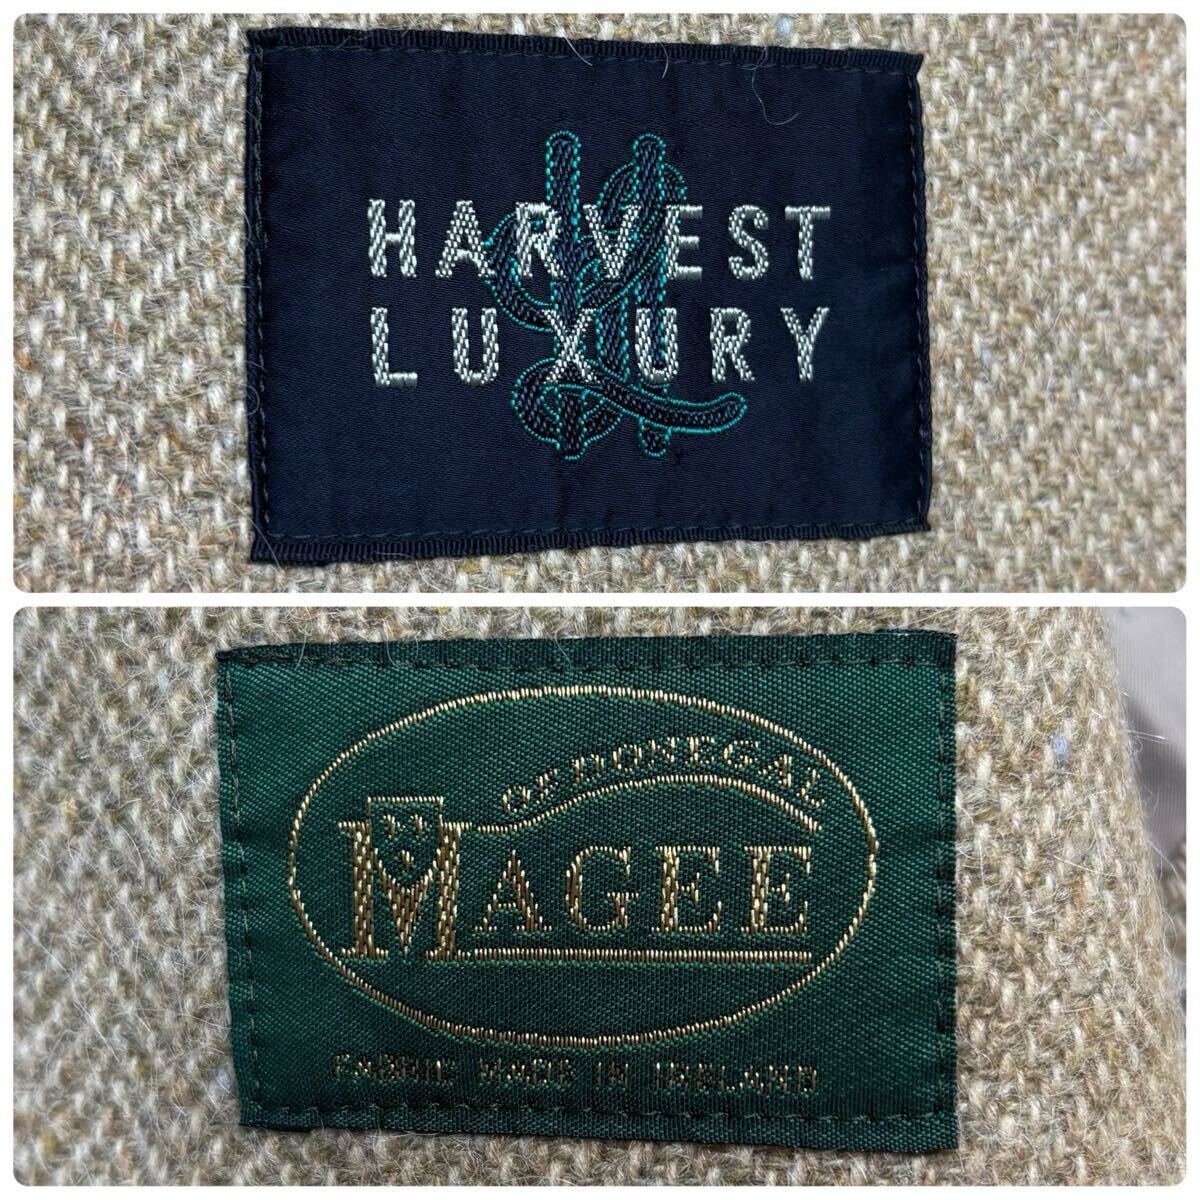 HARVEST
LUXURY
OF DONEGAL
MAGEE
FABRIC MADE IN IRELAND